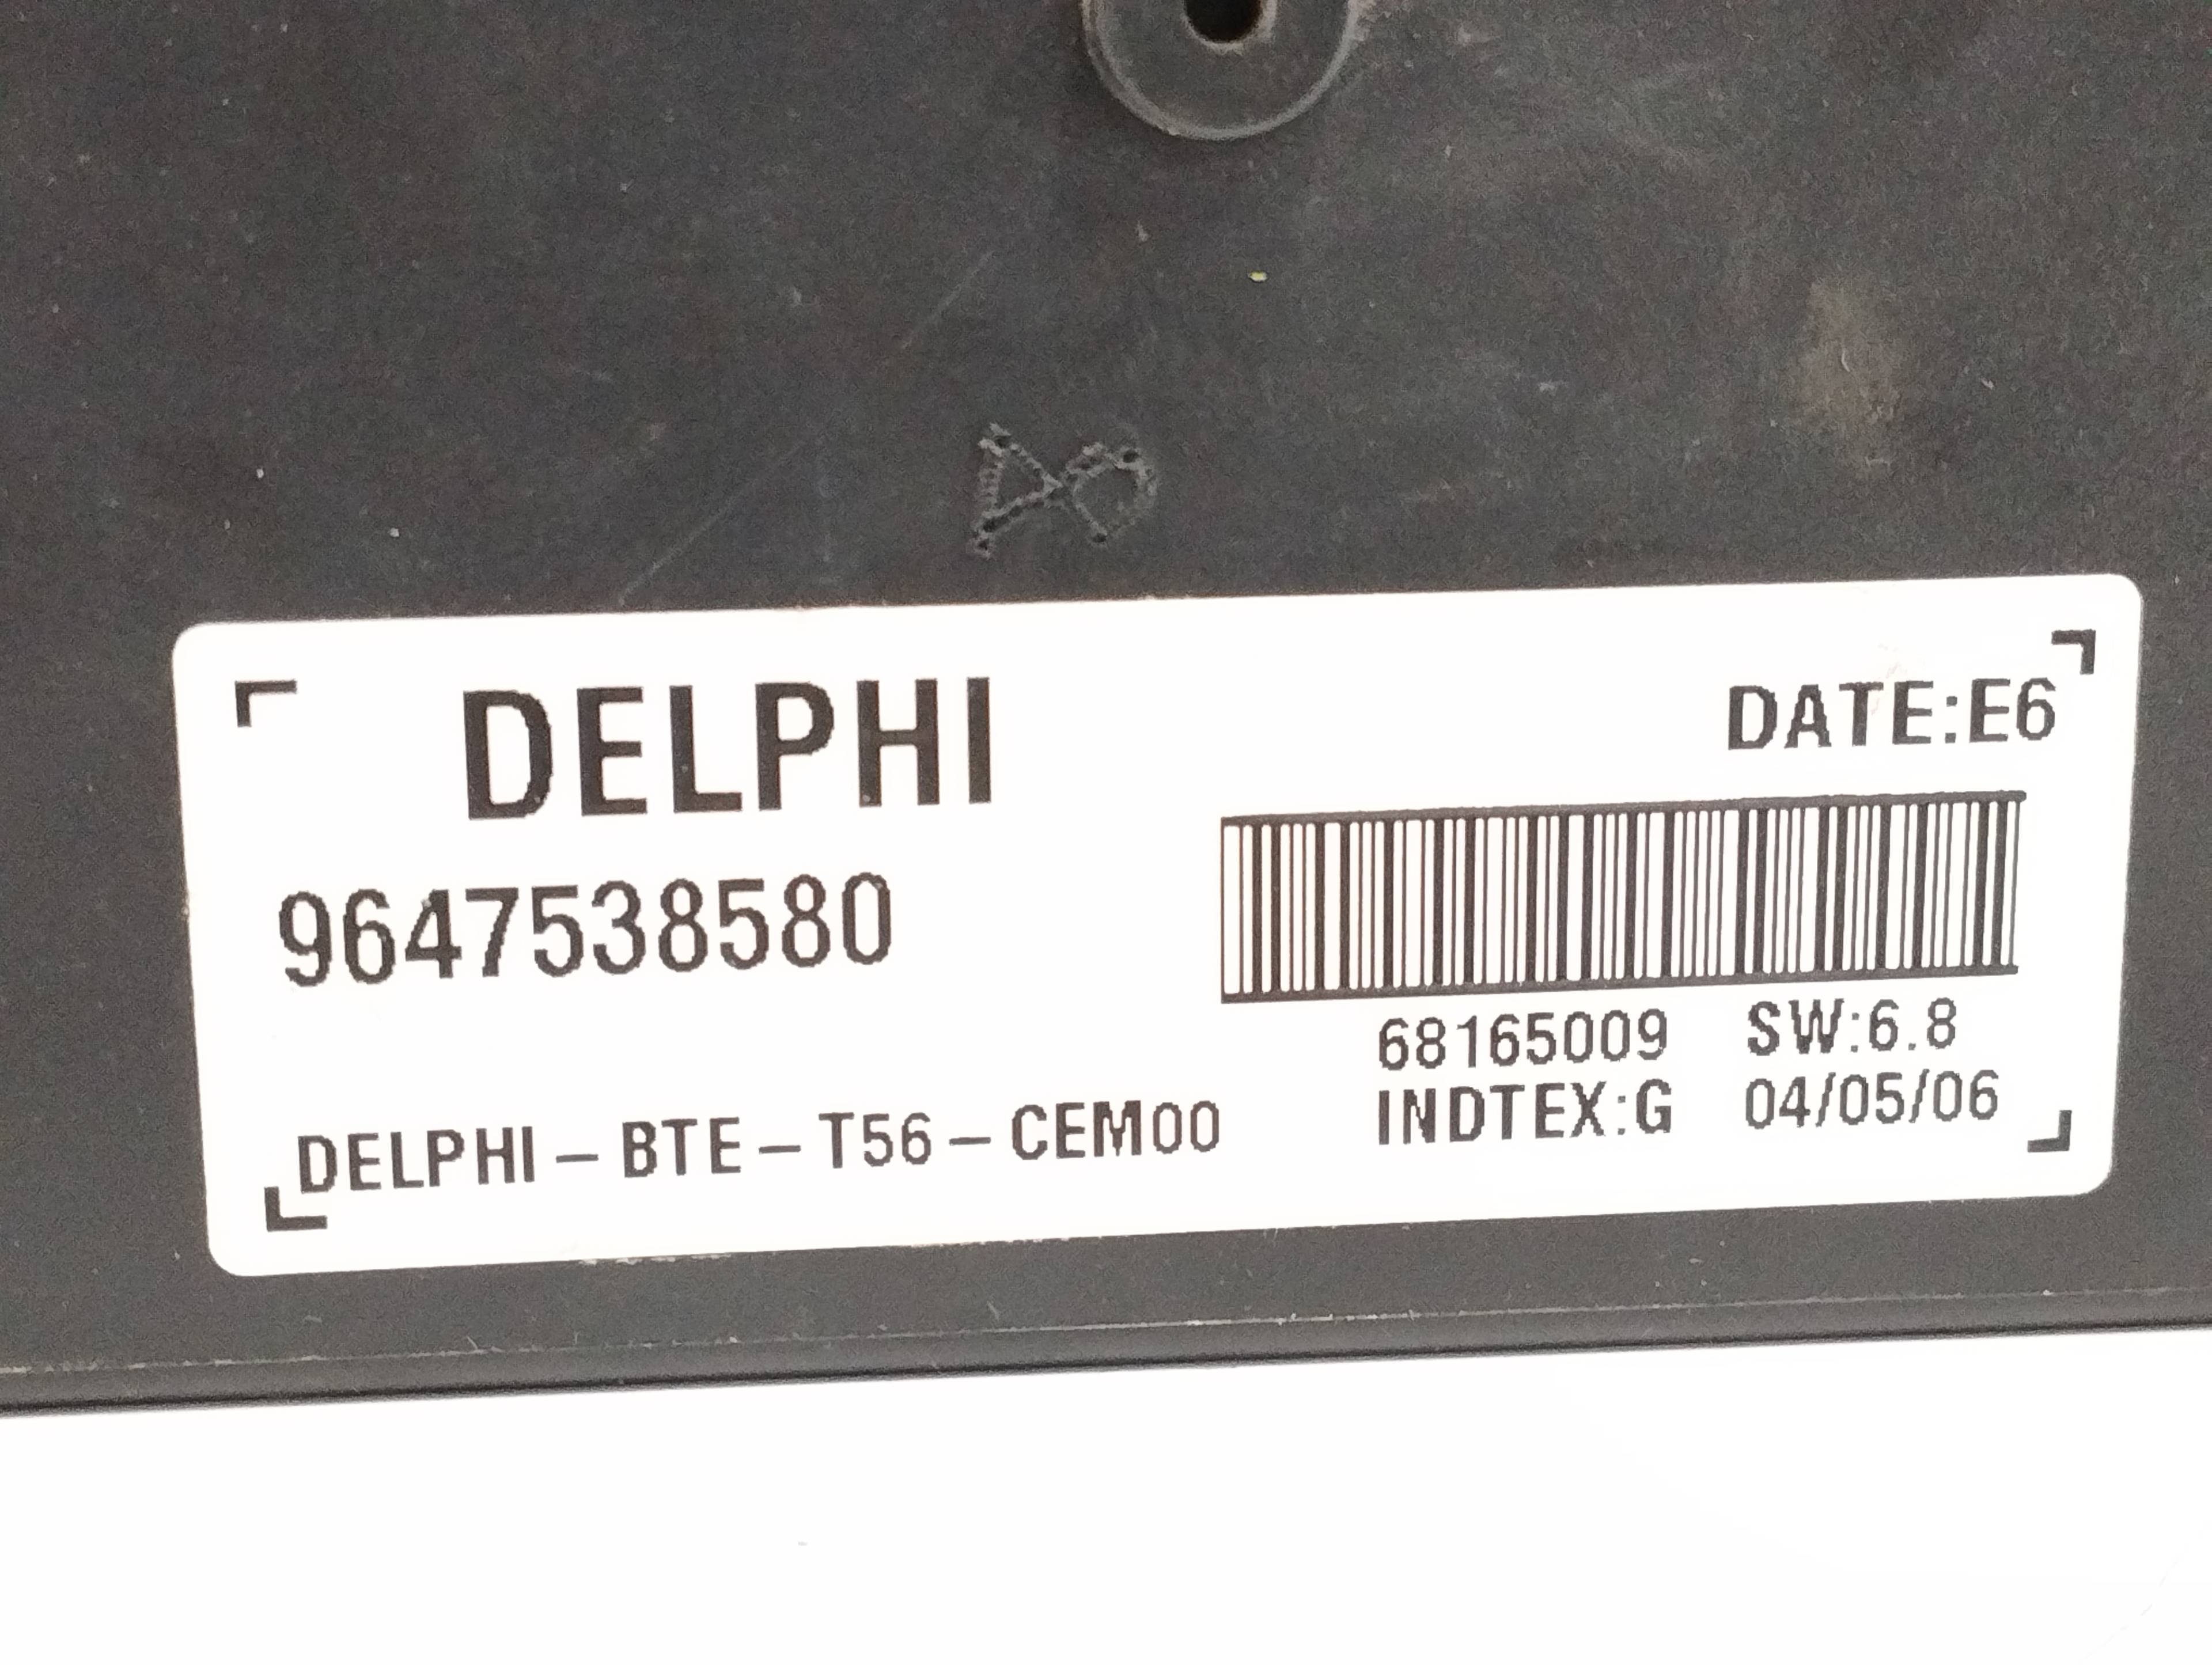 DELPHI
DATE:E6
9647538580
68165009 SW:6.8
INDTEX:G 04/05/06
DELPHI-BTE-T56-CEM00